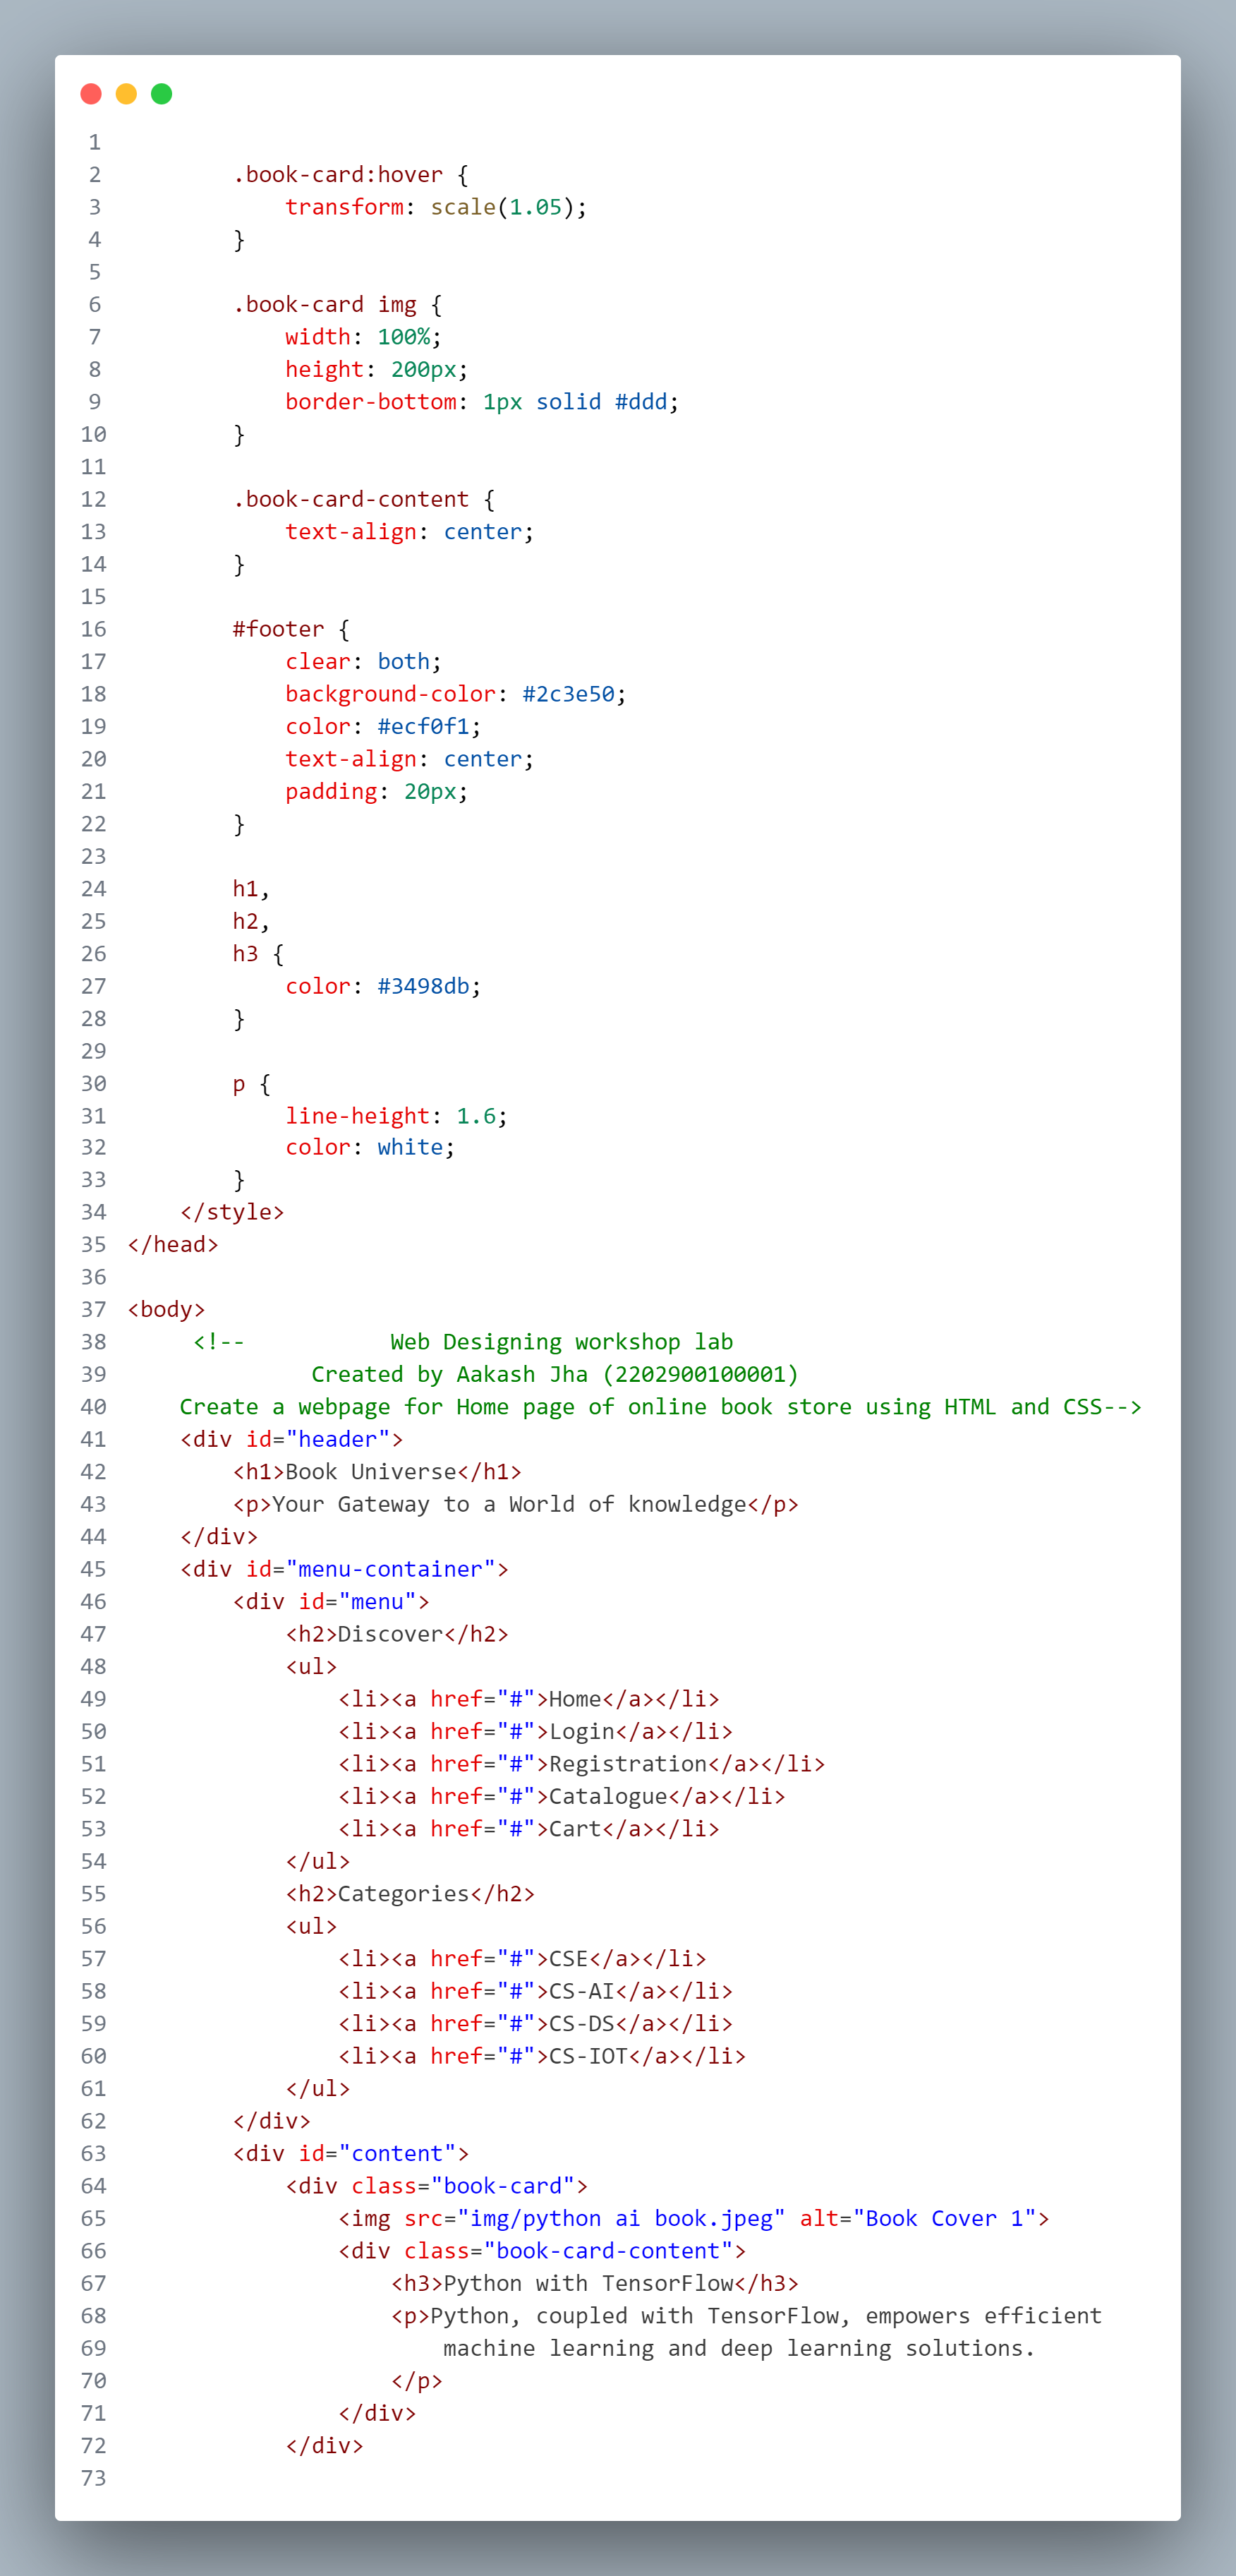 1
2         .book-card:hover {
3             transform: scale(1.05);
4         }
5
6         .book-card img {
7             width: 100%;
8             height: 200px;
9             border-bottom: 1px solid #ddd;
10         }
11
12         .book-card-content {
13             text-align: center;
14         }
15
16         #footer {
17             clear: both;
18             background-color: #2c3e50;
19             color: #ecf0f1;
20             text-align: center;
21             padding: 20px;
22         }
23
24         h1,
25         h2,
26         h3 {
27             color: #3498db;
28         }
29
30         p {
31             line-height: 1.6;
32             color: white;
33         }
34     </style>
35 </head>
36
37 <body>
38      <!--           Web Designing workshop lab
39               Created by Aakash Jha (2202900100001)
40     Create a webpage for Home page of online book store using HTML and CSS-->
41     <div id="header">
42         <h1>Book Universe</h1>
43         <p>Your Gateway to a World of knowledge</p>
44     </div>
45     <div id="menu-container">
46         <div id="menu">
47             <h2>Discover</h2>
48             <ul>
49                 <li><a href="#">Home</a></li>
50                 <li><a href="#">Login</a></li>
51                 <li><a href="#">Registration</a></li>
52                 <li><a href="#">Catalogue</a></li>
53                 <li><a href="#">Cart</a></li>
54             </ul>
55             <h2>Categories</h2>
56             <ul>
57                 <li><a href="#">CSE</a></li>
58                 <li><a href="#">CS-AI</a></li>
59                 <li><a href="#">CS-DS</a></li>
60                 <li><a href="#">CS-IOT</a></li>
61             </ul>
62         </div>
63         <div id="content">
64             <div class="book-card">
65                 <img src="img/python ai book.jpeg" alt="Book Cover 1">
66                 <div class="book-card-content">
67                     <h3>Python with TensorFlow</h3>
68                     <p>Python, coupled with TensorFlow, empowers efficient
69                         machine learning and deep learning solutions.
70                     </p>
71                 </div>
72             </div>
73